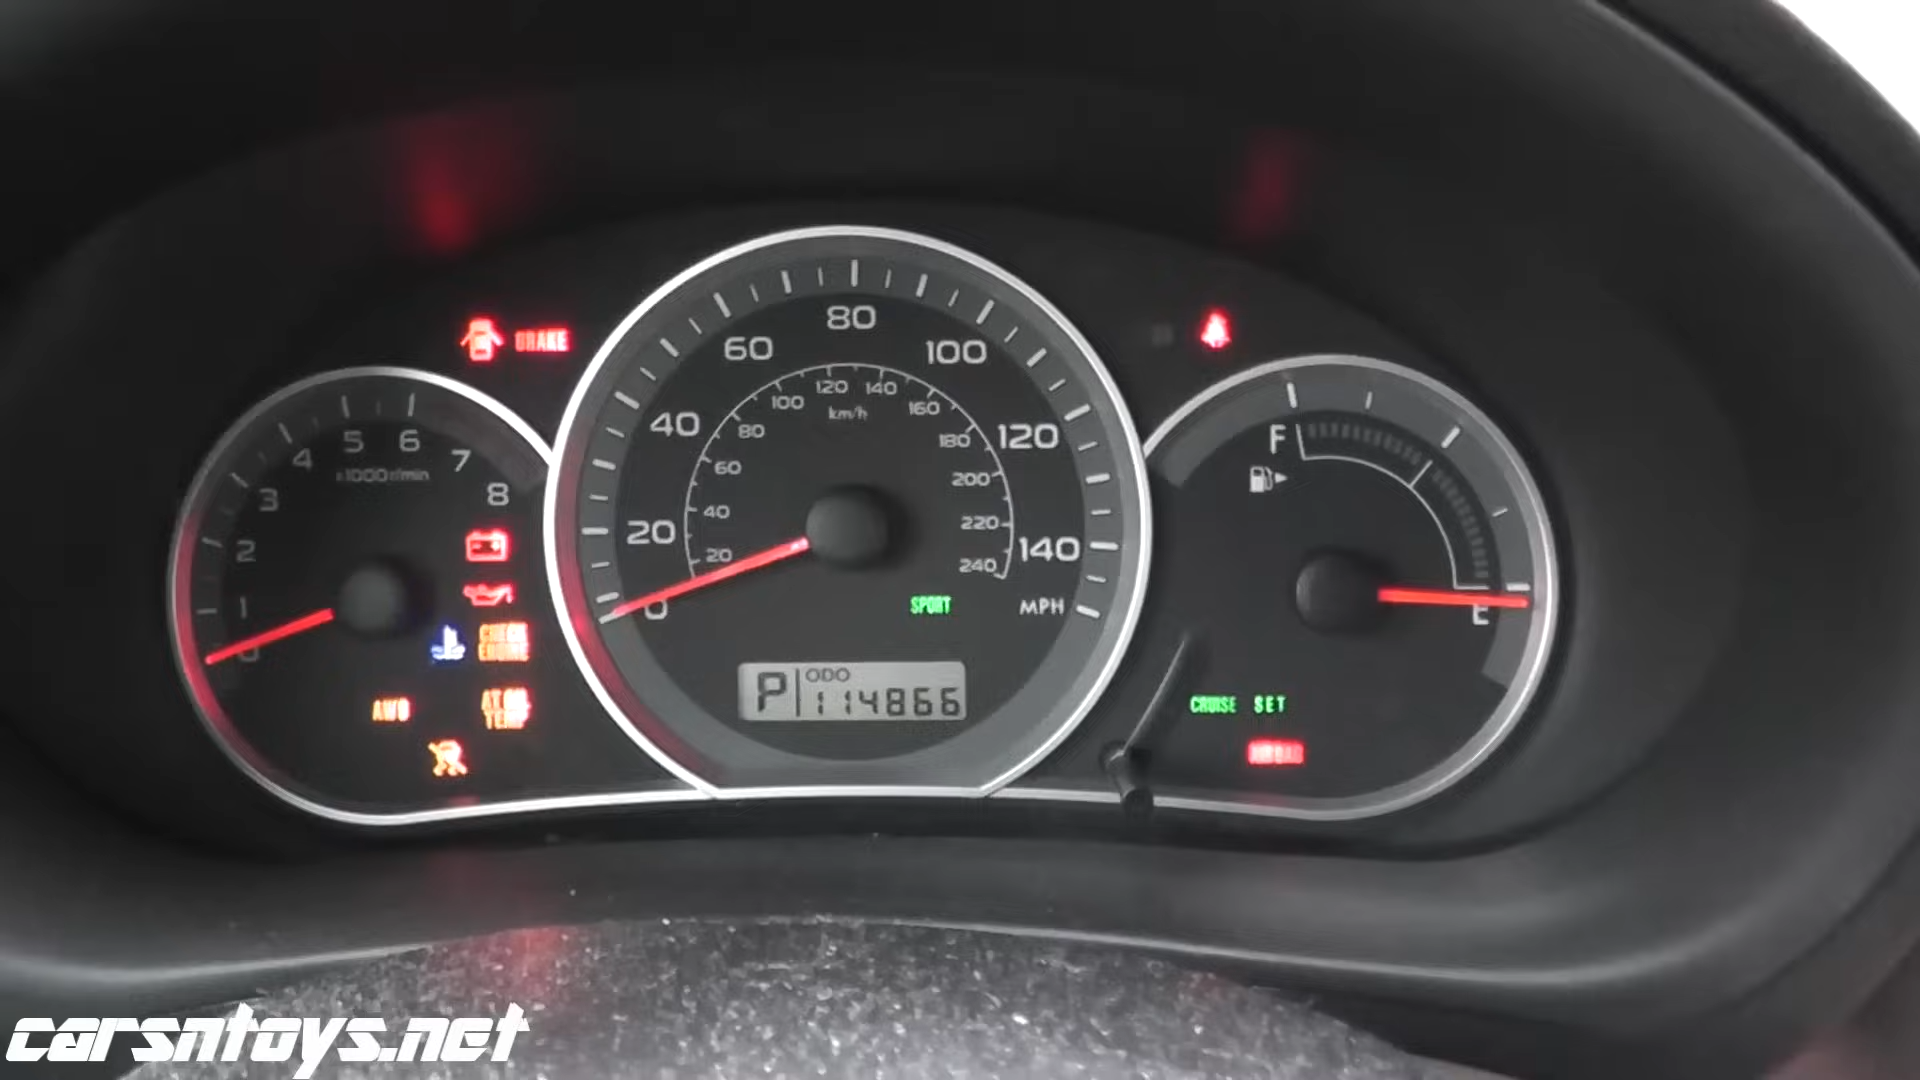 BRAKE
80
60
100
120
140
100
160
km/h
40
80
180
120
5
6
4
7
x1000 r/min
60
200
3
8
40
220
20
140
2
20
240
1
SPORT
0
MPH
0
CHECK
ENGINE
F
E
P
ODO
114866
AWD
AT OIL
TEMP
CRUISE SET
AIRBAG
carsntoys.net